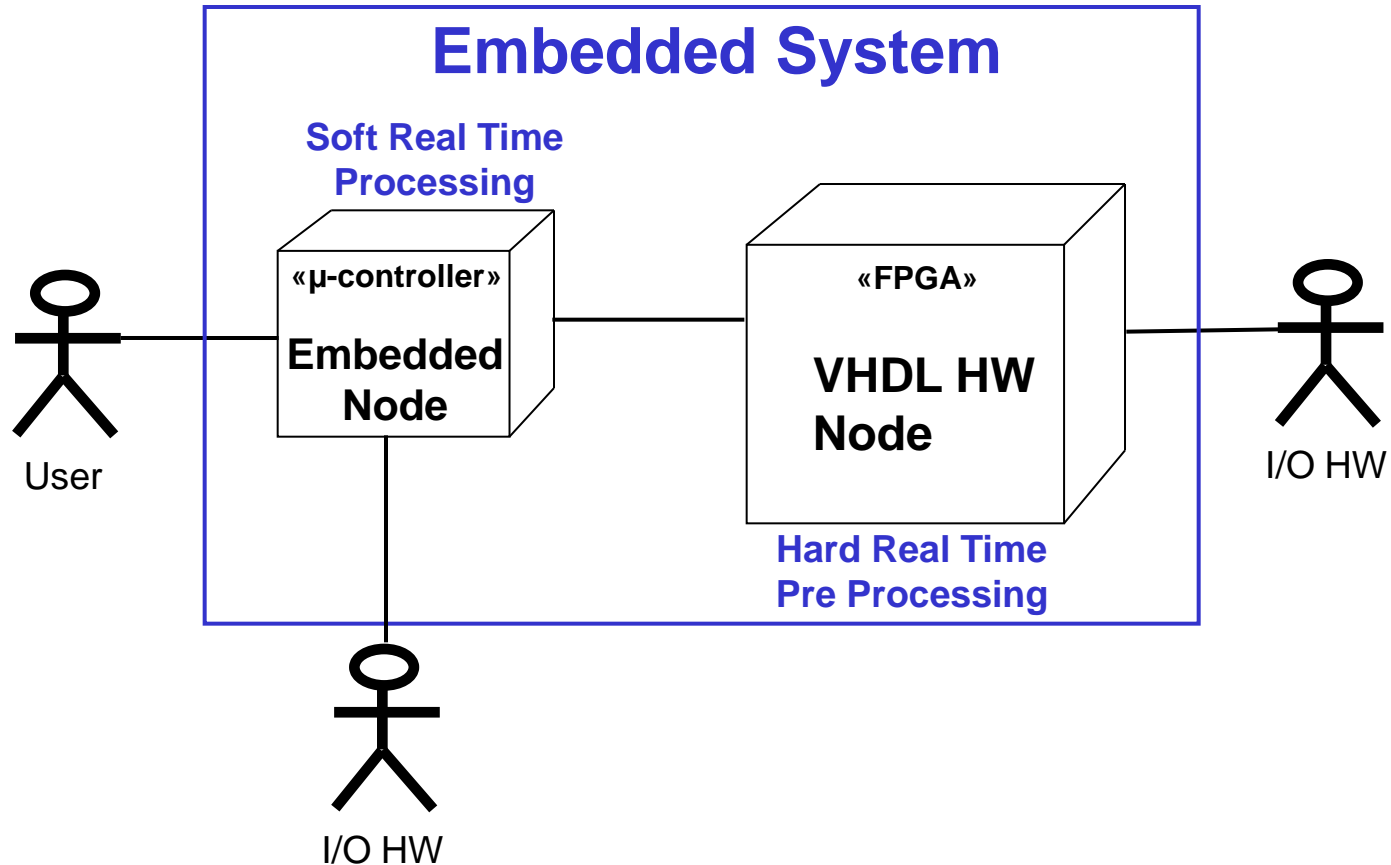 Embedded System
Soft Real Time
Processing
«µ-controller»
Embedded
Node
«FPGA»
VHDL HW
Node
User
I/O HW
Hard Real Time
Pre Processing
I/O HW